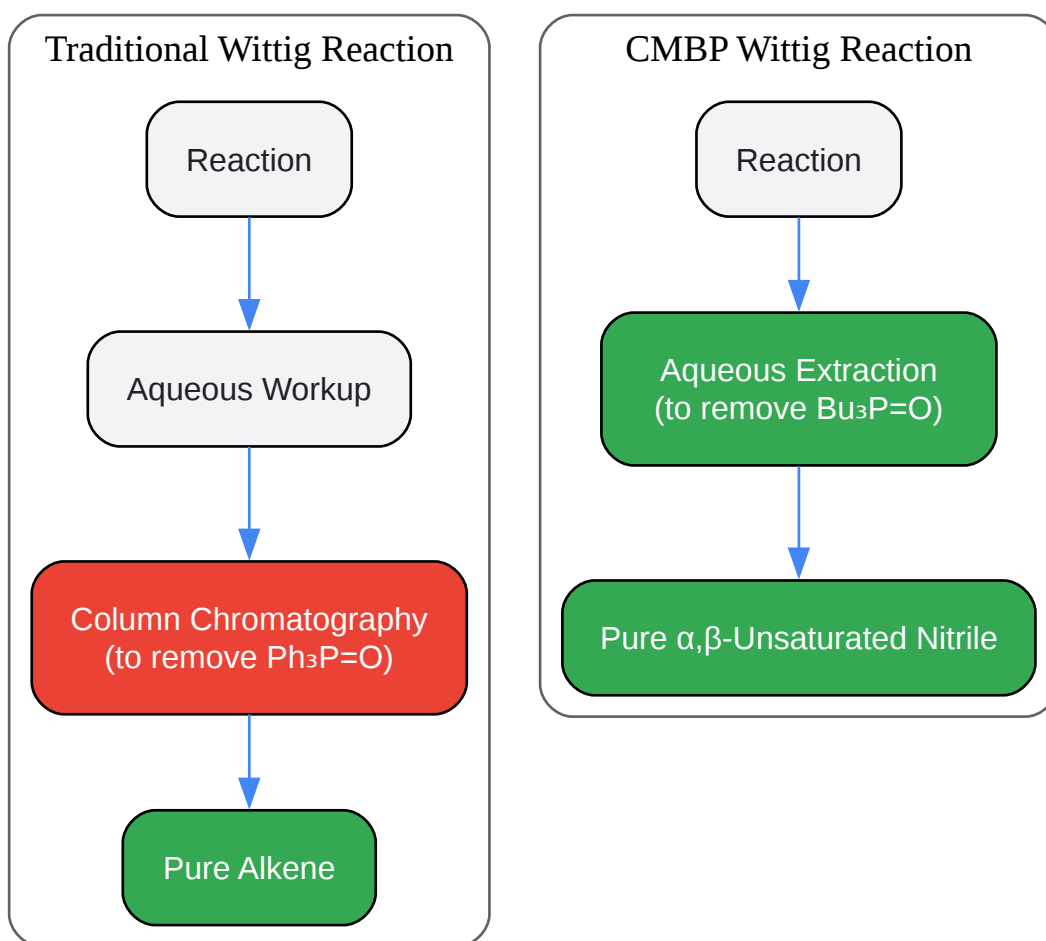 Traditional Wittig Reaction
Reaction
Aqueous Workup
Column Chromatography
(to remove Ph₃P=O)
Pure Alkene
CMBP Wittig Reaction
Reaction
Aqueous Extraction
(to remove Bu₃P=O)
Pure α,β-Unsaturated Nitrile